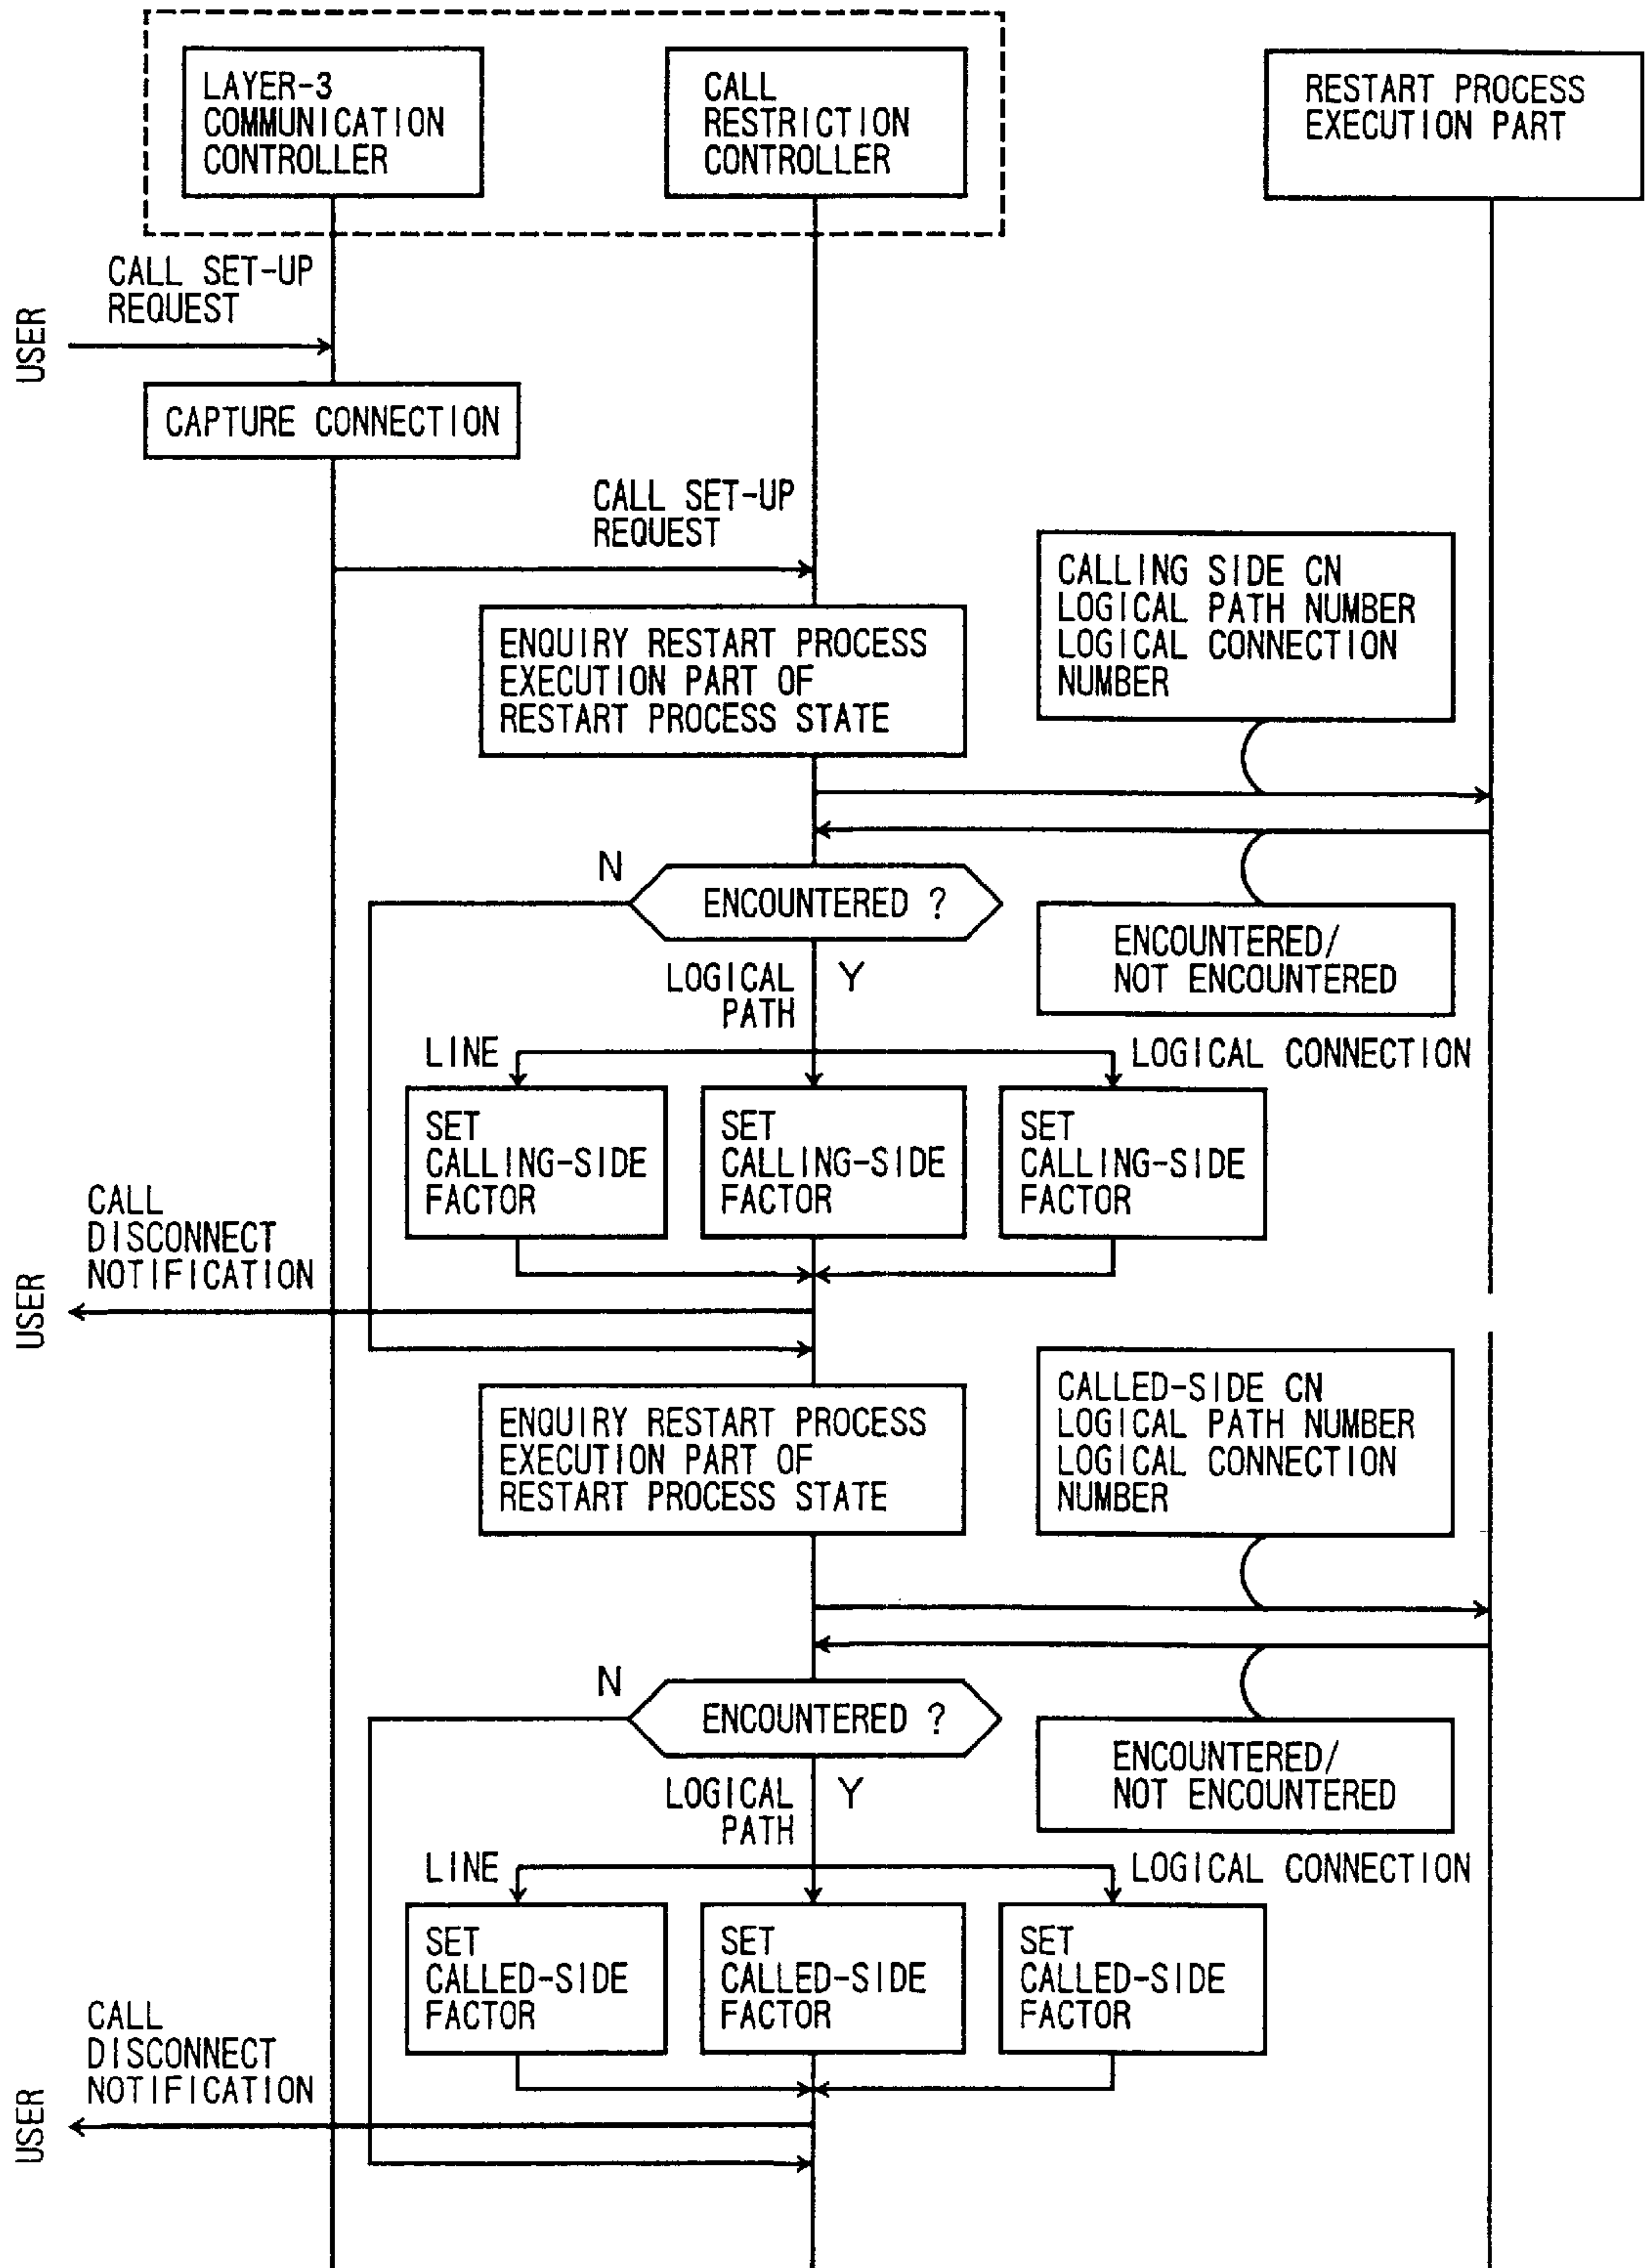 LAYER-3
COMMUNICATION
CONTROLLER
CALL
RESTRICTION
CONTROLLER
RESTART PROCESS
EXECUTION PART
CALL SET-UP
REQUEST
USER
CAPTURE CONNECTION
CALL SET-UP
REQUEST
ENQUIRY RESTART PROCESS
EXECUTION PART OF
RESTART PROCESS STATE
CALLING SIDE CN
LOGICAL PATH NUMBER
LOGICAL CONNECTION
NUMBER
N
ENCOUNTERED ?
ENCOUNTERED/
NOT ENCOUNTERED
LOGICAL
PATH
Y
LINE
LOGICAL CONNECTION
SET
CALLING-SIDE
FACTOR
SET
CALLING-SIDE
FACTOR
SET
CALLING-SIDE
FACTOR
CALL
DISCONNECT
NOTIFICATION
USER
ENQUIRY RESTART PROCESS
EXECUTION PART OF
RESTART PROCESS STATE
CALLED-SIDE CN
LOGICAL PATH NUMBER
LOGICAL CONNECTION
NUMBER
N
ENCOUNTERED ?
ENCOUNTERED/
NOT ENCOUNTERED
LOGICAL
PATH
Y
LINE
LOGICAL CONNECTION
SET
CALLED-SIDE
FACTOR
SET
CALLED-SIDE
FACTOR
SET
CALLED-SIDE
FACTOR
CALL
DISCONNECT
NOTIFICATION
USER